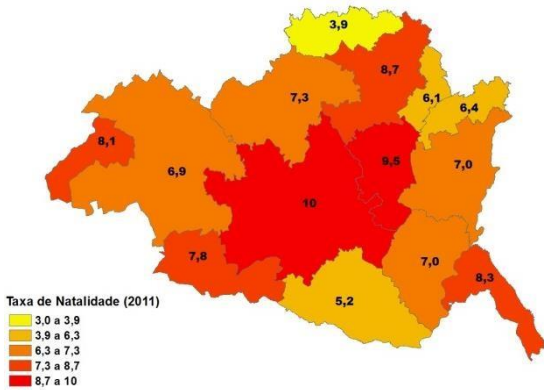 3,9
8,7
7,3
6,1
6,4
8,1
9,5
7,0
6,9
10
7,8
7,0
8,3
5,2
Taxa de Natalidade (2011)
3,0 a 3,9
3,9 a 6,3
6,3 a 7,3
7,3 a 8,7
8,7 a 10